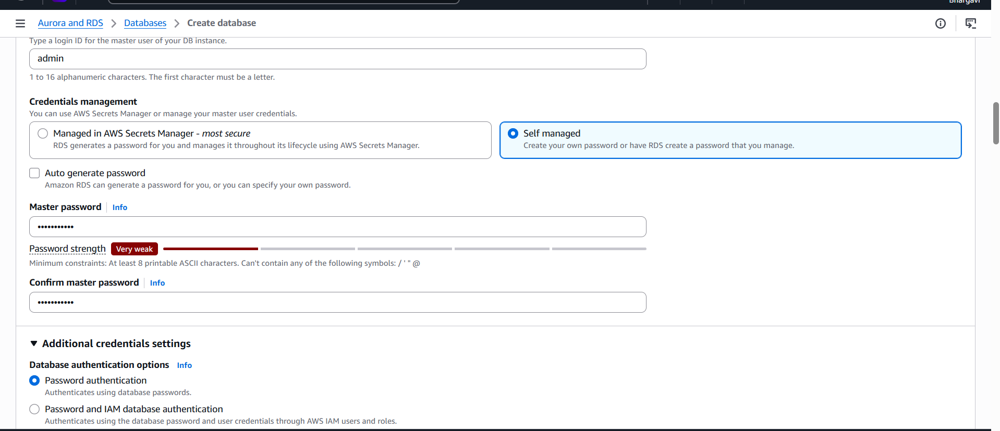 Bhargavi
Aurora and RDS > Databases > Create database
Type a login ID for the master user of your DB instance.
admin
1 to 16 alphanumeric characters. The first character must be a letter.
Credentials management
You can use AWS Secrets Manager or manage your master user credentials.
Managed in AWS Secrets Manager - most secure
RDS generates a password for you and manages it throughout its lifecycle using AWS Secrets Manager.
Self managed
Create your own password or have RDS create a password that you manage.
Auto generate password
Amazon RDS can generate a password for you, or you can specify your own password.
Master password Info
•••••••••••
Password strength Very weak
Minimum constraints: At least 8 printable ASCII characters. Can't contain any of the following symbols: / ' " @
Confirm master password Info
•••••••••••
Additional credentials settings
Database authentication options Info
Password authentication
Authenticates using database passwords.
Password and IAM database authentication
Authenticates using the database password and user credentials through AWS IAM users and roles.